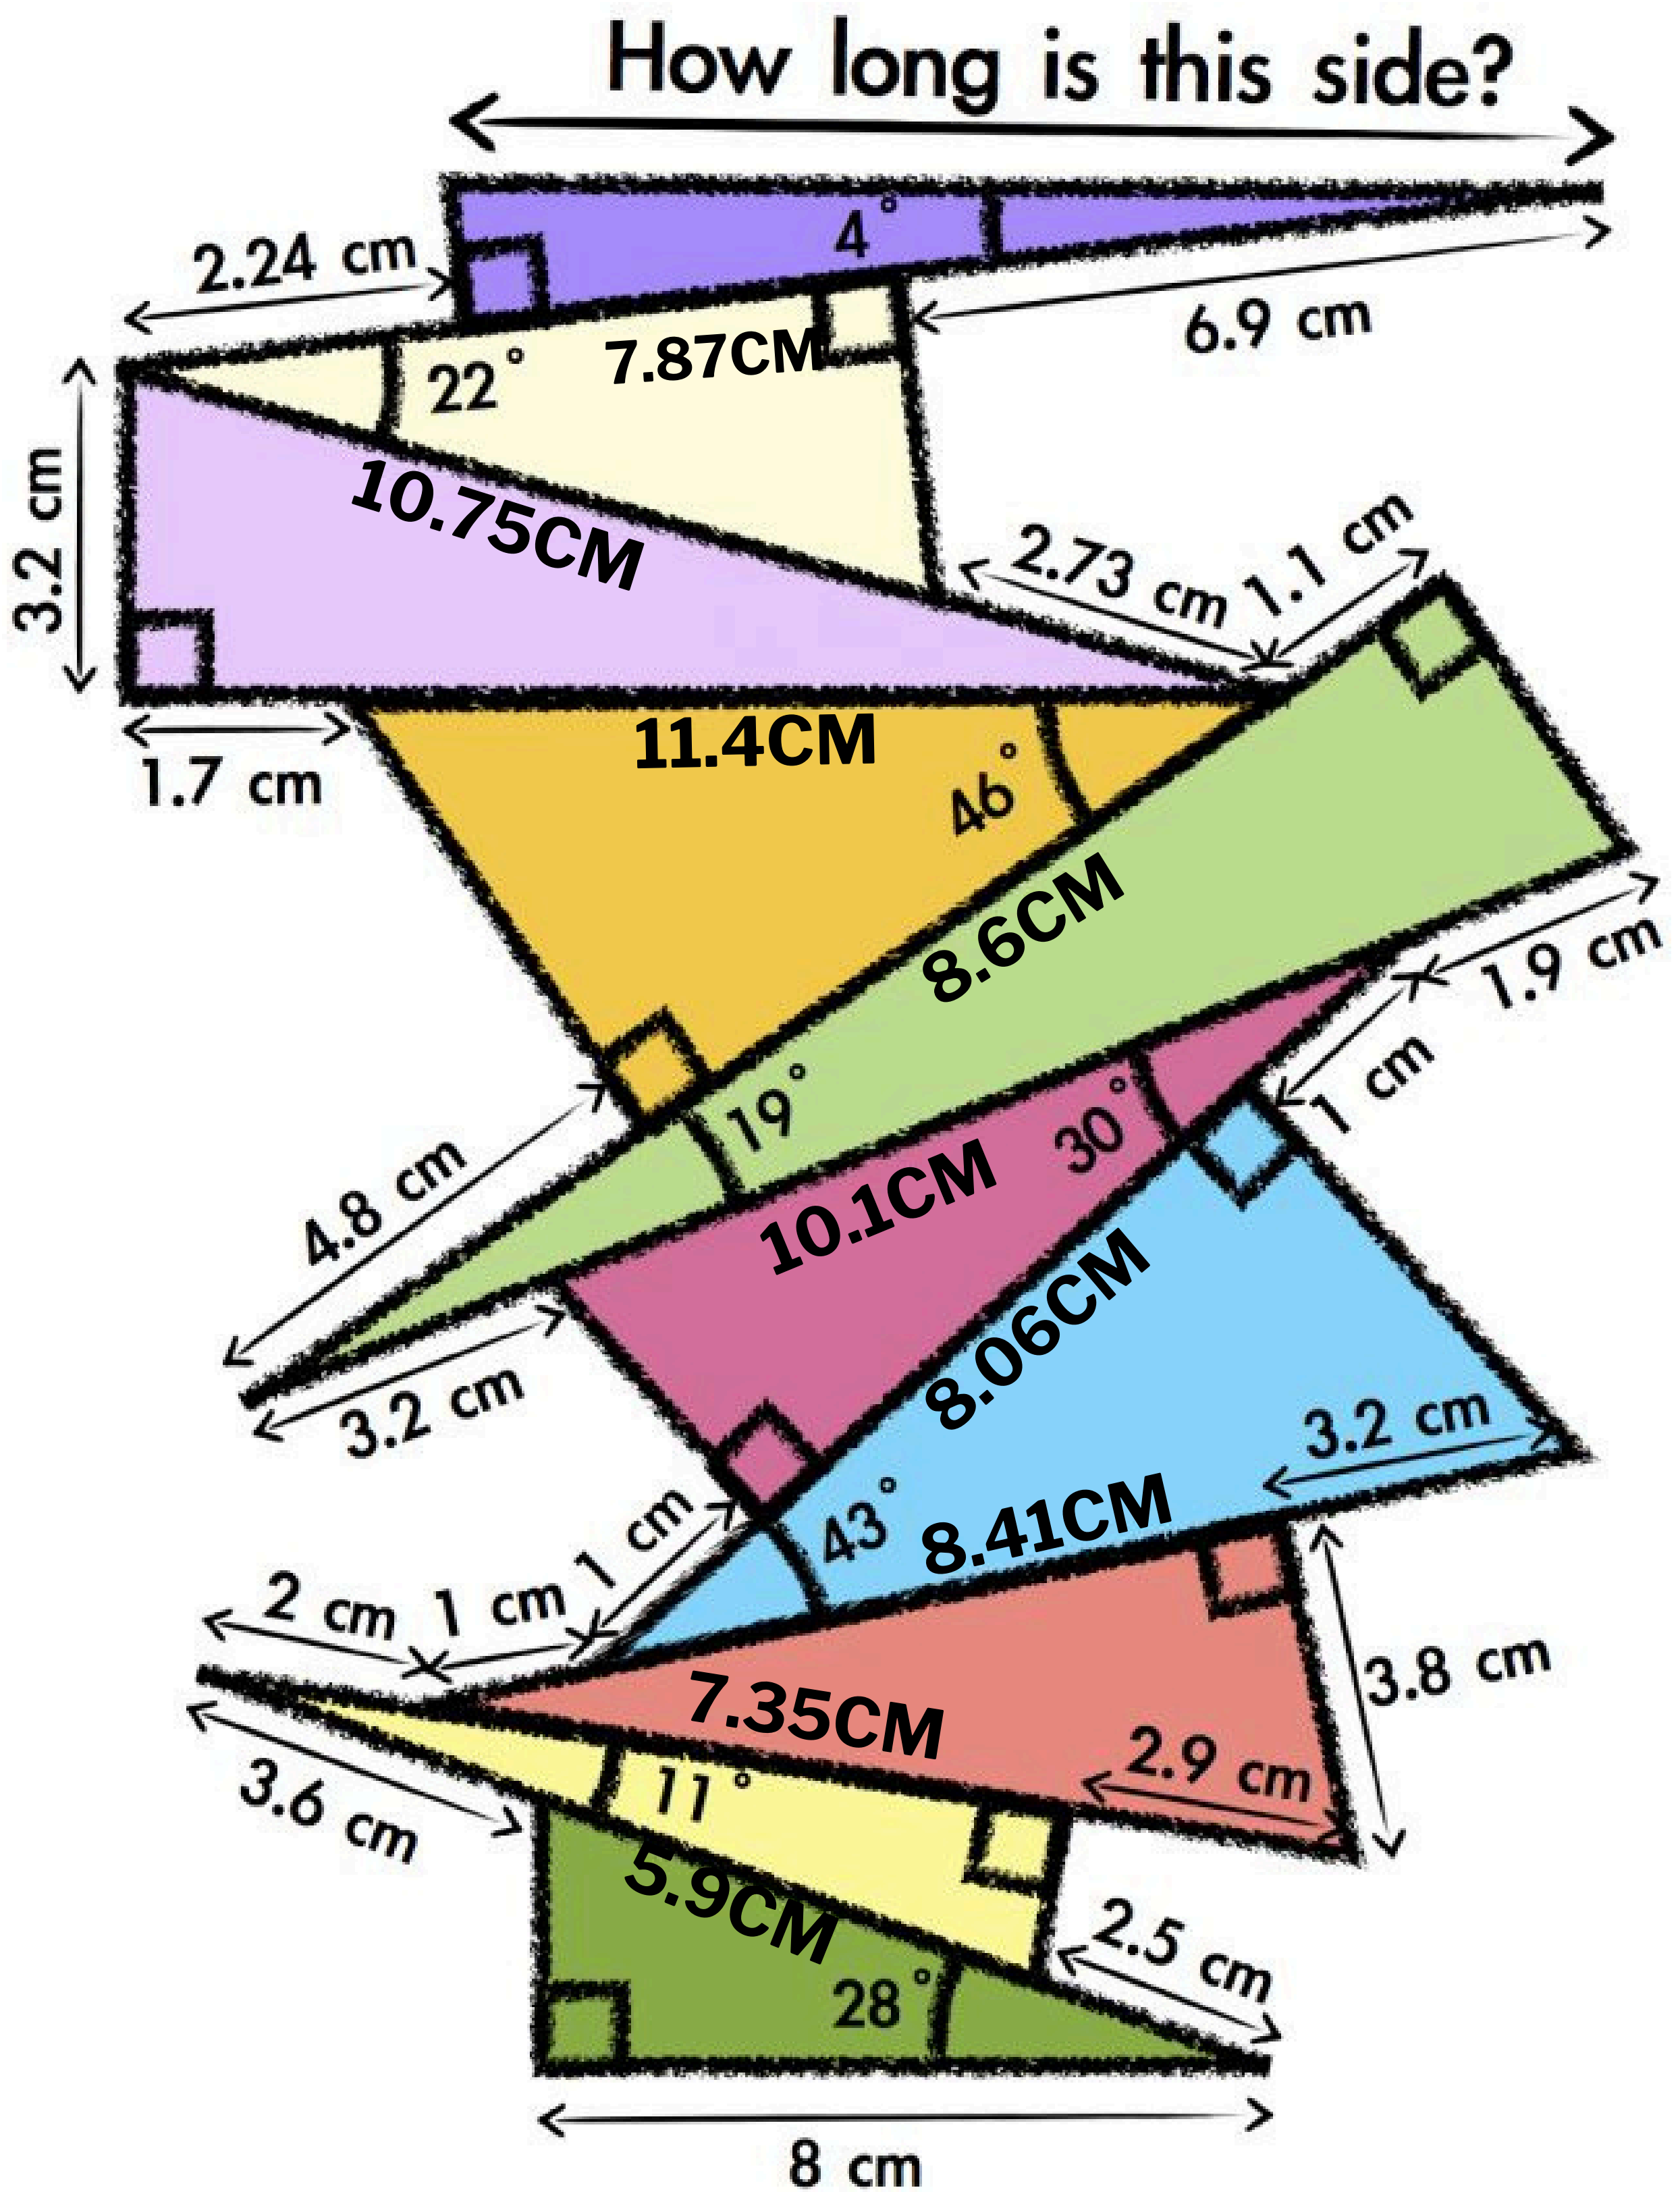 How long is this side?
4°
2.24 cm
6.9 cm
22°
7.87CM
3.2 cm
10.75CM
2.73 cm
1.1 cm
11.4CM
1.7 cm
46°
8.6CM
1.9 cm
19°
1 cm
30°
4.8 cm
10.1CM
8.06CM
3.2 cm
3.2 cm
43°
8.41CM
1 cm
2 cm
1 cm
3.8 cm
7.35CM
2.9 cm
11°
3.6 cm
5.9CM
2.5 cm
28°
8 cm